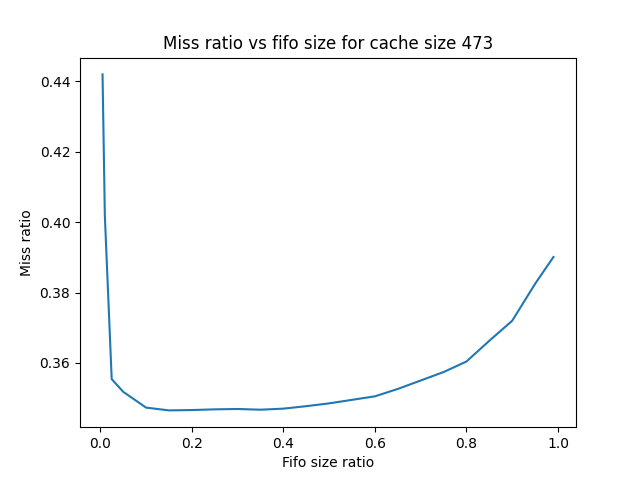 Miss ratio vs fifo size for cache size 473
0.44
0.42
0.40
0.38
0.36
Miss ratio
0.0 0.2 0.4 0.6 0.8 1.0
Fifo size ratio